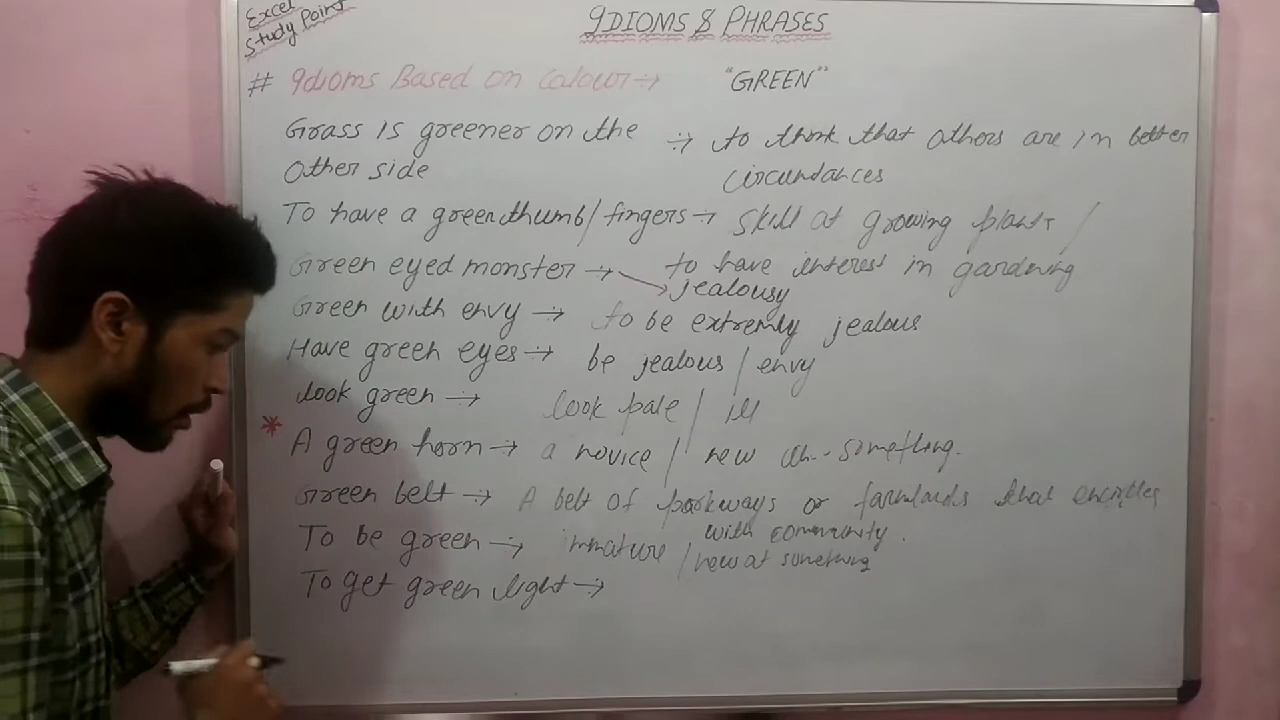 Excel
Study Point
IDIOMS & PHRASES
# Idioms Based on Colour → "GREEN"
Grass is greener on the → to think that others are in better
Other side circumdances
To have a green thumb/fingers → skill at growing plants /
Green eyed monster → to have interest in gardening
jealousy
Green with envy → to be extremly jealous
Have green eyes → be jealous / envy
Look green → look pale / ill
* A green horn → a novice / new at something.
Green belt → A belt of parkways or farmlands that encircles
with community.
To be green → immature / new at something
To get green light →